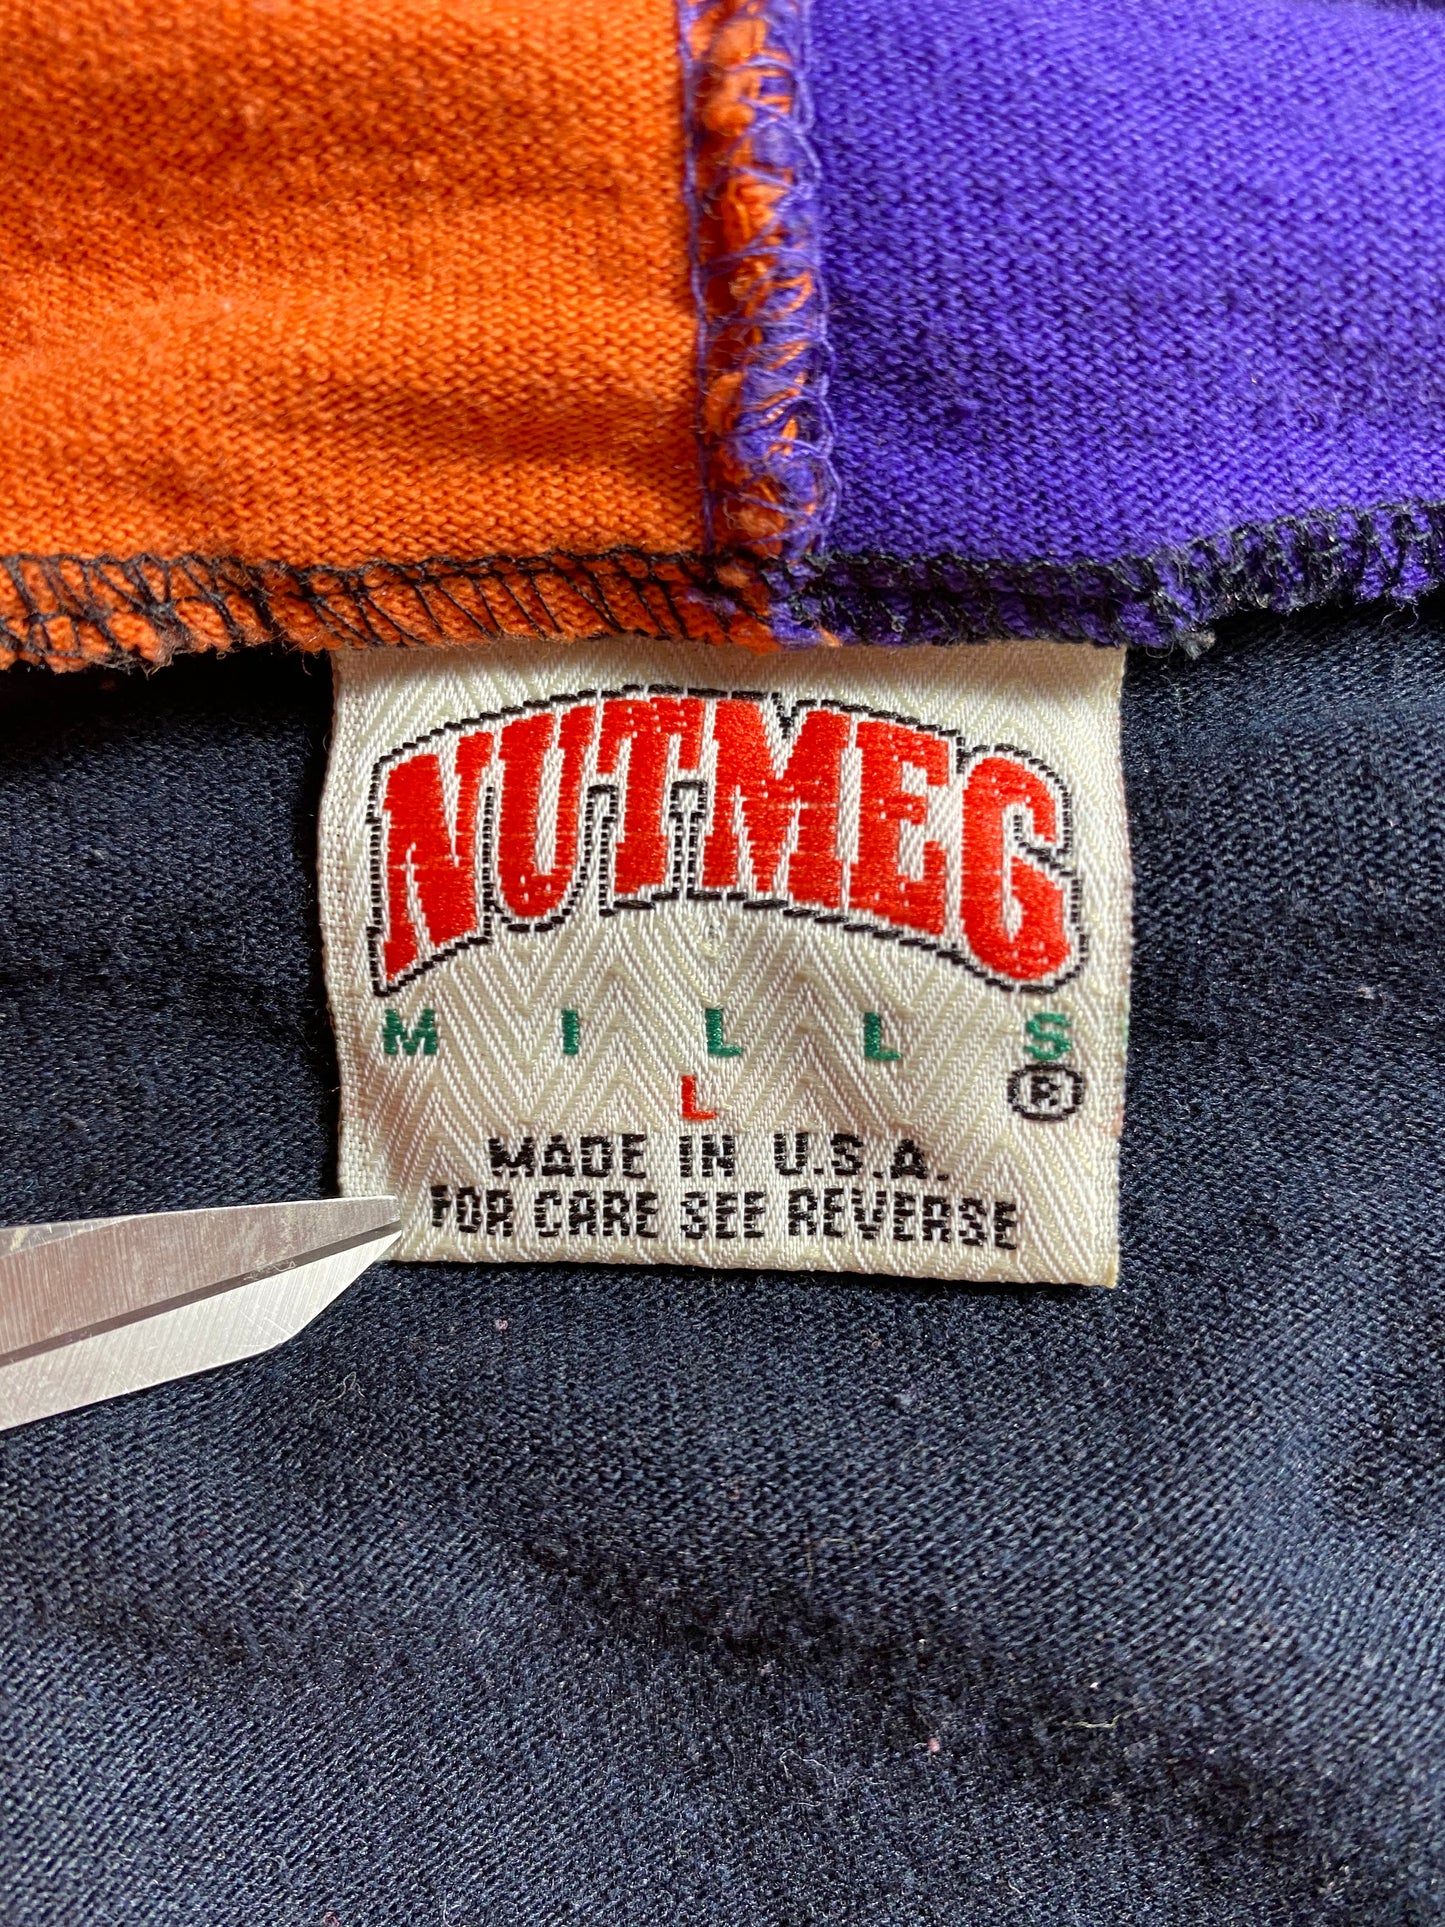 NUTMEG
MILLS
®
L
MADE IN U.S.A.
FOR CARE SEE REVERSE